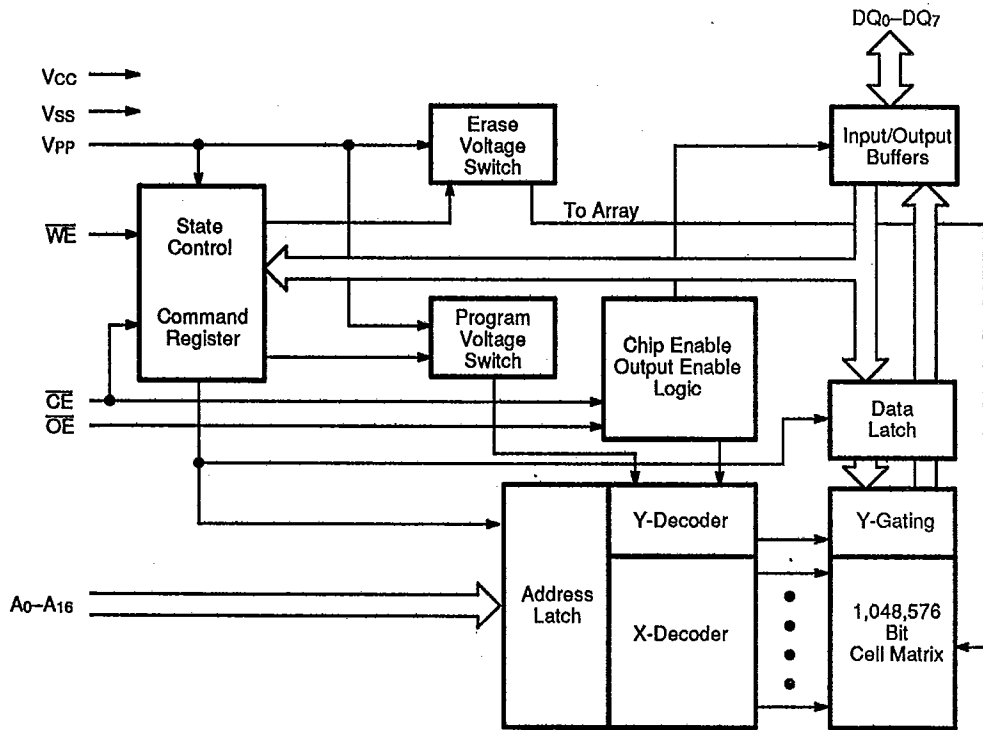 DQ0–DQ7
VCC
VSS
VPP
Erase
Voltage
Switch
Input/Output
Buffers
To Array
State
Control
WE
Command
Register
Program
Voltage
Switch
Chip Enable
Output Enable
Logic
CE
OE
Data
Latch
Y-Decoder
Y-Gating
A0–A16
Address
Latch
X-Decoder
1,048,576
Bit
Cell Matrix